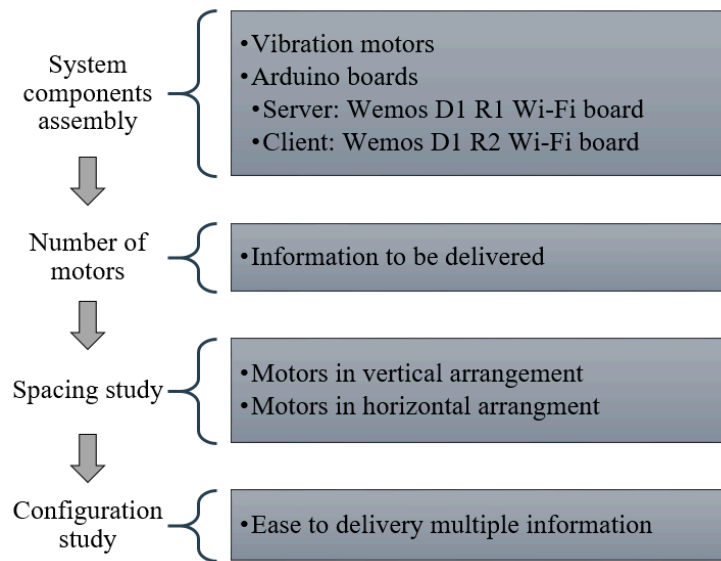 System
components
assembly
•Vibration motors
•Arduino boards
•Server: Wemos D1 R1 Wi-Fi board
•Client: Wemos D1 R2 Wi-Fi board
Number of
motors
•Information to be delivered
Spacing study
•Motors in vertical arrangement
•Motors in horizontal arrangment
Configuration
study
•Ease to delivery multiple information